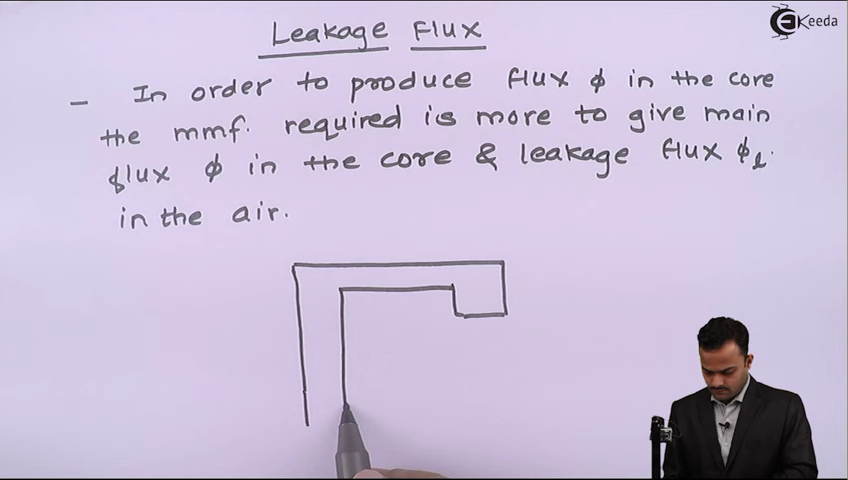 Keeda
Leakage Flux
- In order to produce flux ϕ in the core
the mmf. required is more to give main
flux ϕ in the core & leakage flux ϕl.
in the air.